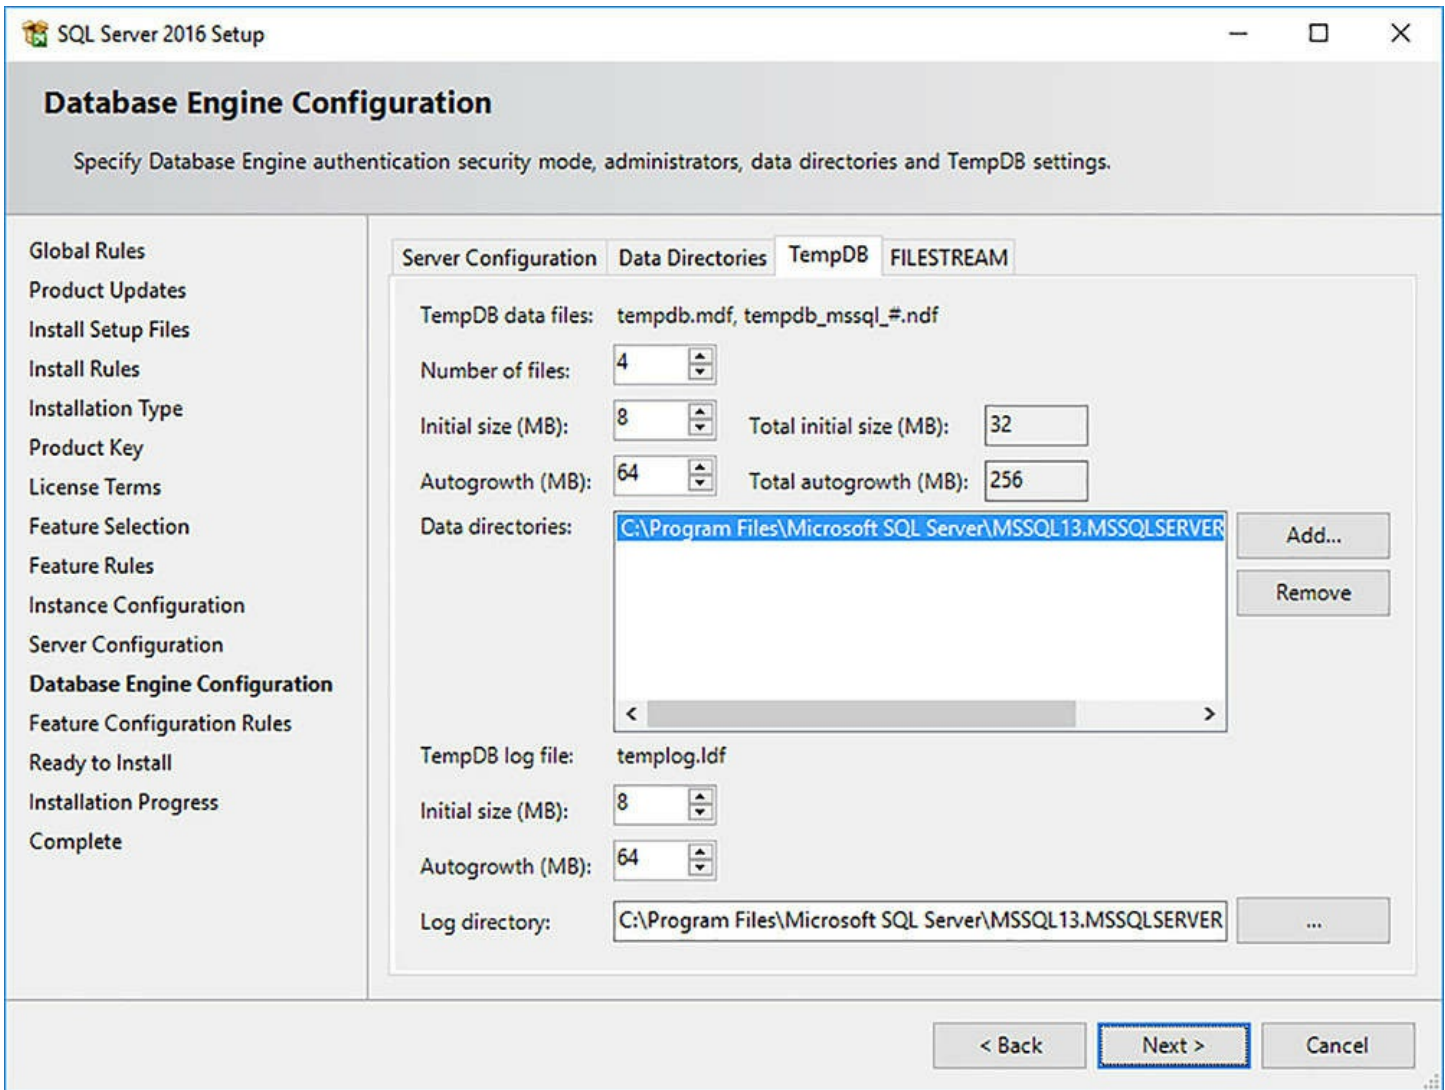 SQL Server 2016 Setup
Database Engine Configuration
Specify Database Engine authentication security mode, administrators, data directories and TempDB settings.
Global Rules
Product Updates
Install Setup Files
Install Rules
Installation Type
Product Key
License Terms
Feature Selection
Feature Rules
Instance Configuration
Server Configuration
Database Engine Configuration
Feature Configuration Rules
Ready to Install
Installation Progress
Complete
Server Configuration Data Directories TempDB FILESTREAM
TempDB data files: tempdb.mdf, tempdb_mssql_#.ndf
Number of files: 4
Initial size (MB): 8 Total initial size (MB): 32
Autogrowth (MB): 64 Total autogrowth (MB): 256
Data directories: C:\Program Files\Microsoft SQL Server\MSSQL13.MSSQLSERVER Add...
Remove
TempDB log file: templog.ldf
Initial size (MB): 8
Autogrowth (MB): 64
Log directory: C:\Program Files\Microsoft SQL Server\MSSQL13.MSSQLSERVER ...
< Back Next > Cancel